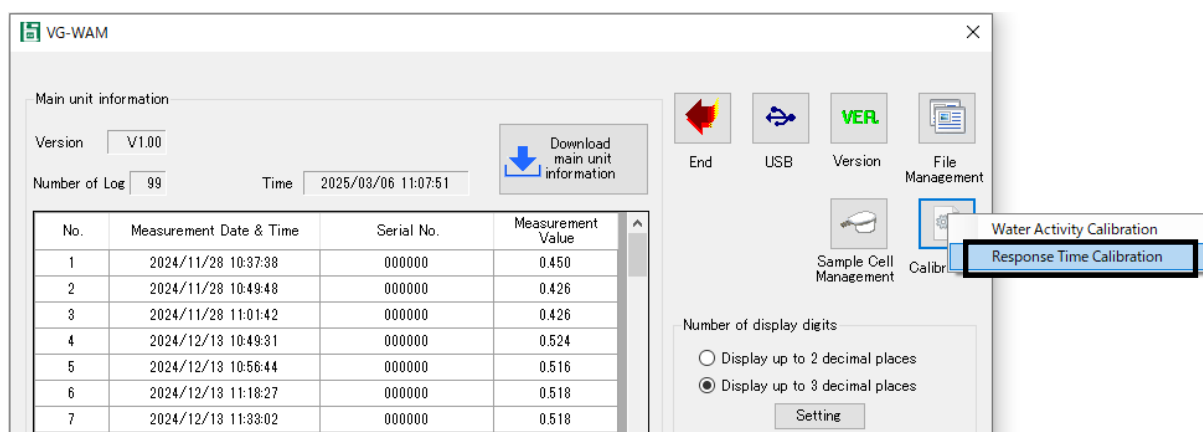 VG-WAM
Main unit information
Version V1.00
Number of Log 99 Time 2025/03/06 11:07:51
Download
main unit
information
No. Measurement Date & Time Serial No. Measurement Value
1 2024/11/28 10:37:38 000000 0.450
2 2024/11/28 10:49:48 000000 0.426
3 2024/11/28 11:01:42 000000 0.426
4 2024/12/13 10:49:31 000000 0.524
5 2024/12/13 10:56:44 000000 0.516
6 2024/12/13 11:18:27 000000 0.518
7 2024/12/13 11:33:02 000000 0.518
End
USB
VER.
Version
File
Management
Sample Cell
Management
Calibr
Water Activity Calibration
Response Time Calibration
Number of display digits
Display up to 2 decimal places
Display up to 3 decimal places
Setting